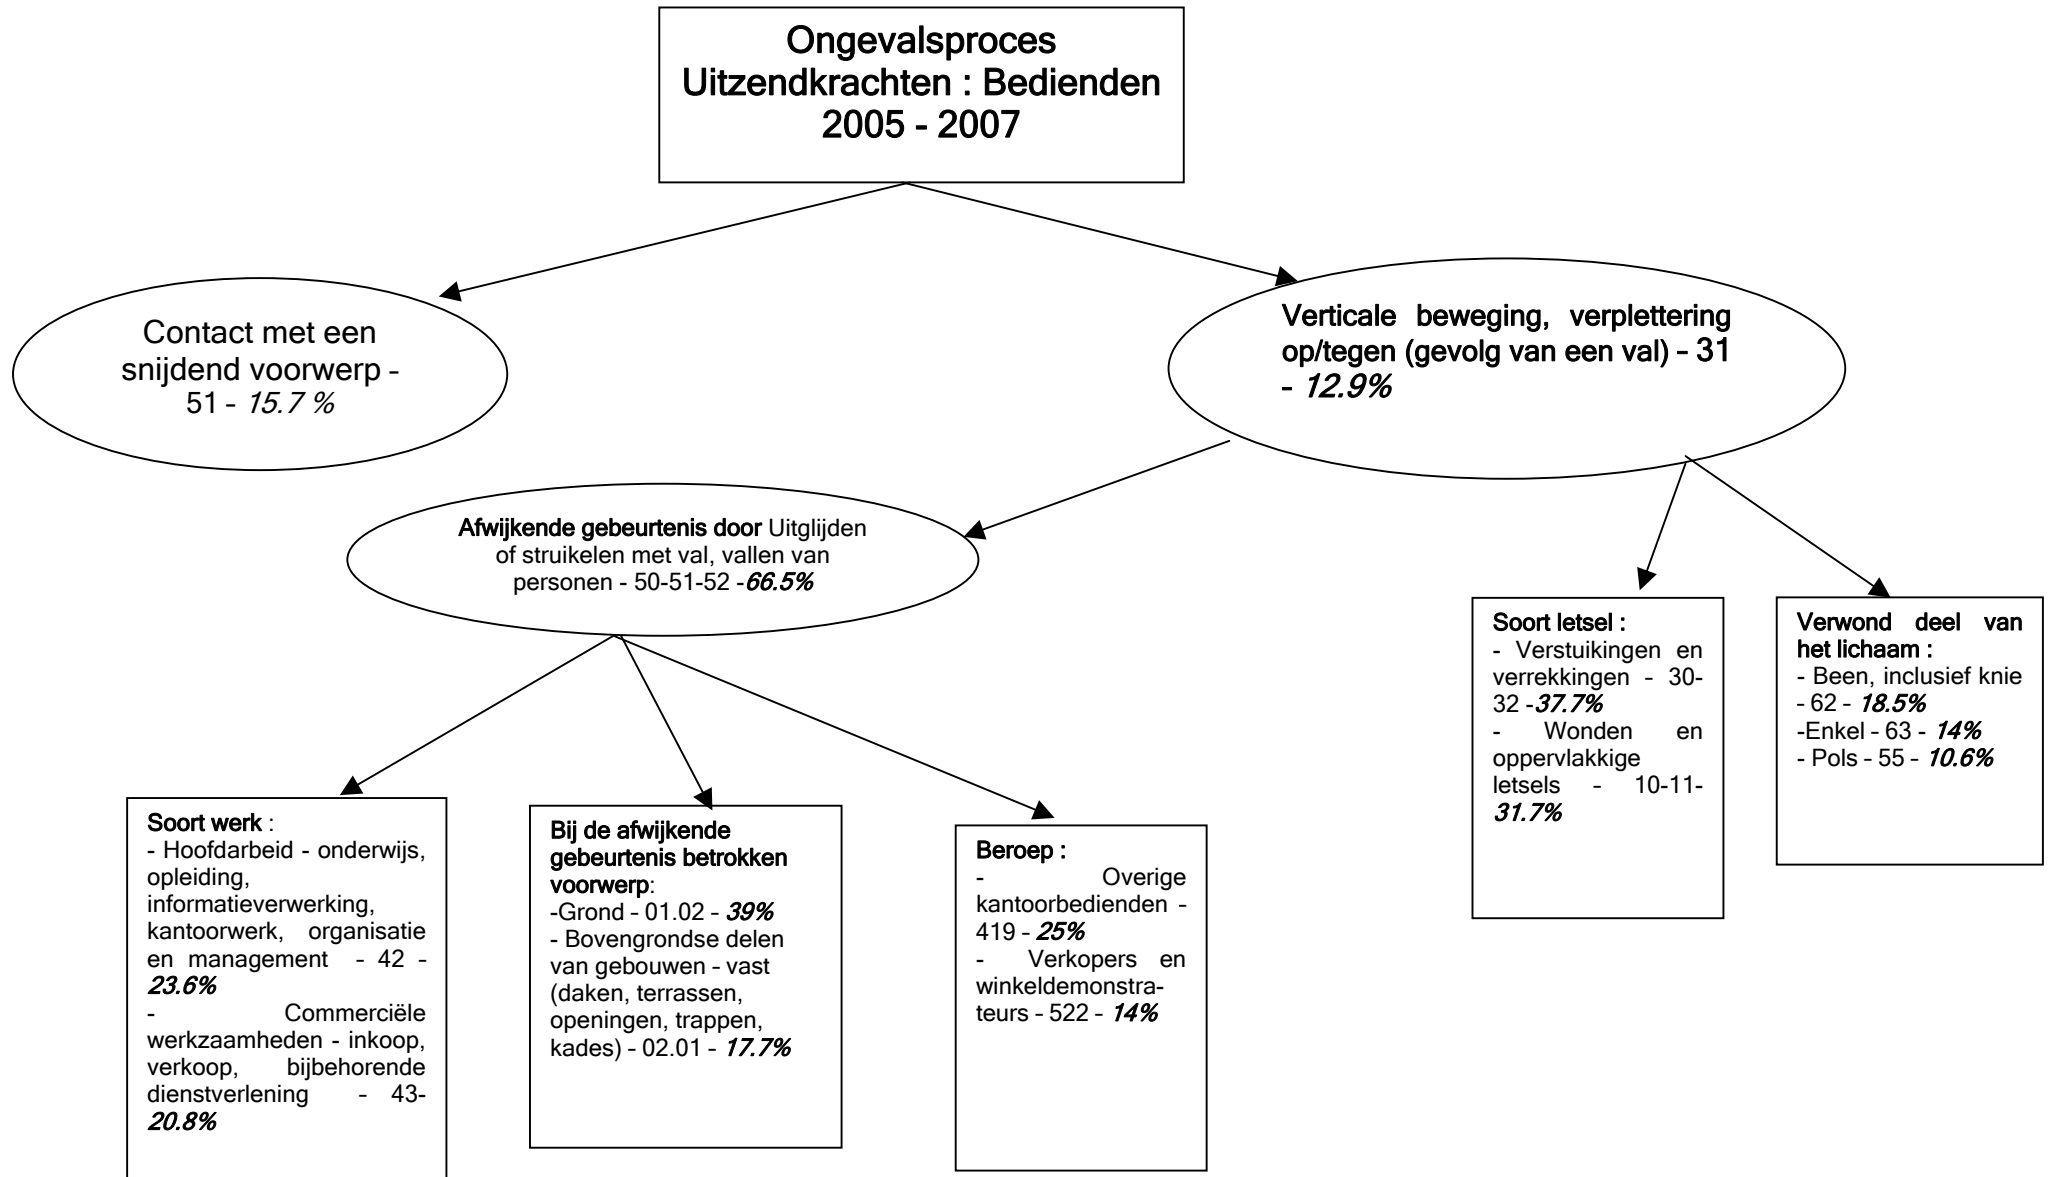 Ongevalsproces
Uitzendkrachten : Bedienden
2005 - 2007
Contact met een
snijdend voorwerp –
51 – 15.7 %
Verticale beweging, verplettering
op/tegen (gevolg van een val) – 31
– 12.9%
Afwijkende gebeurtenis door Uitglijden
of struikelen met val, vallen van
personen - 50-51-52 -66.5%
Soort letsel :
- Verstuikingen en
verrekkingen – 30-
32 -37.7%
- Wonden en
oppervlakkige
letsels – 10-11-
31.7%
Verwond deel van
het lichaam :
- Been, inclusief knie
– 62 – 18.5%
-Enkel – 63 – 14%
- Pols – 55 – 10.6%
Soort werk :
- Hoofdarbeid - onderwijs,
opleiding,
informatieverwerking,
kantoorwerk, organisatie
en management – 42 –
23.6%
- Commerciële
werkzaamheden - inkoop,
verkoop, bijbehorende
dienstverlening – 43-
20.8%
Bij de afwijkende
gebeurtenis betrokken
voorwerp:
-Grond – 01.02 – 39%
- Bovengrondse delen
van gebouwen – vast
(daken, terrassen,
openingen, trappen,
kades) – 02.01 – 17.7%
Beroep :
- Overige
kantoorbedienden –
419 – 25%
- Verkopers en
winkeldemonstra-
teurs – 522 – 14%